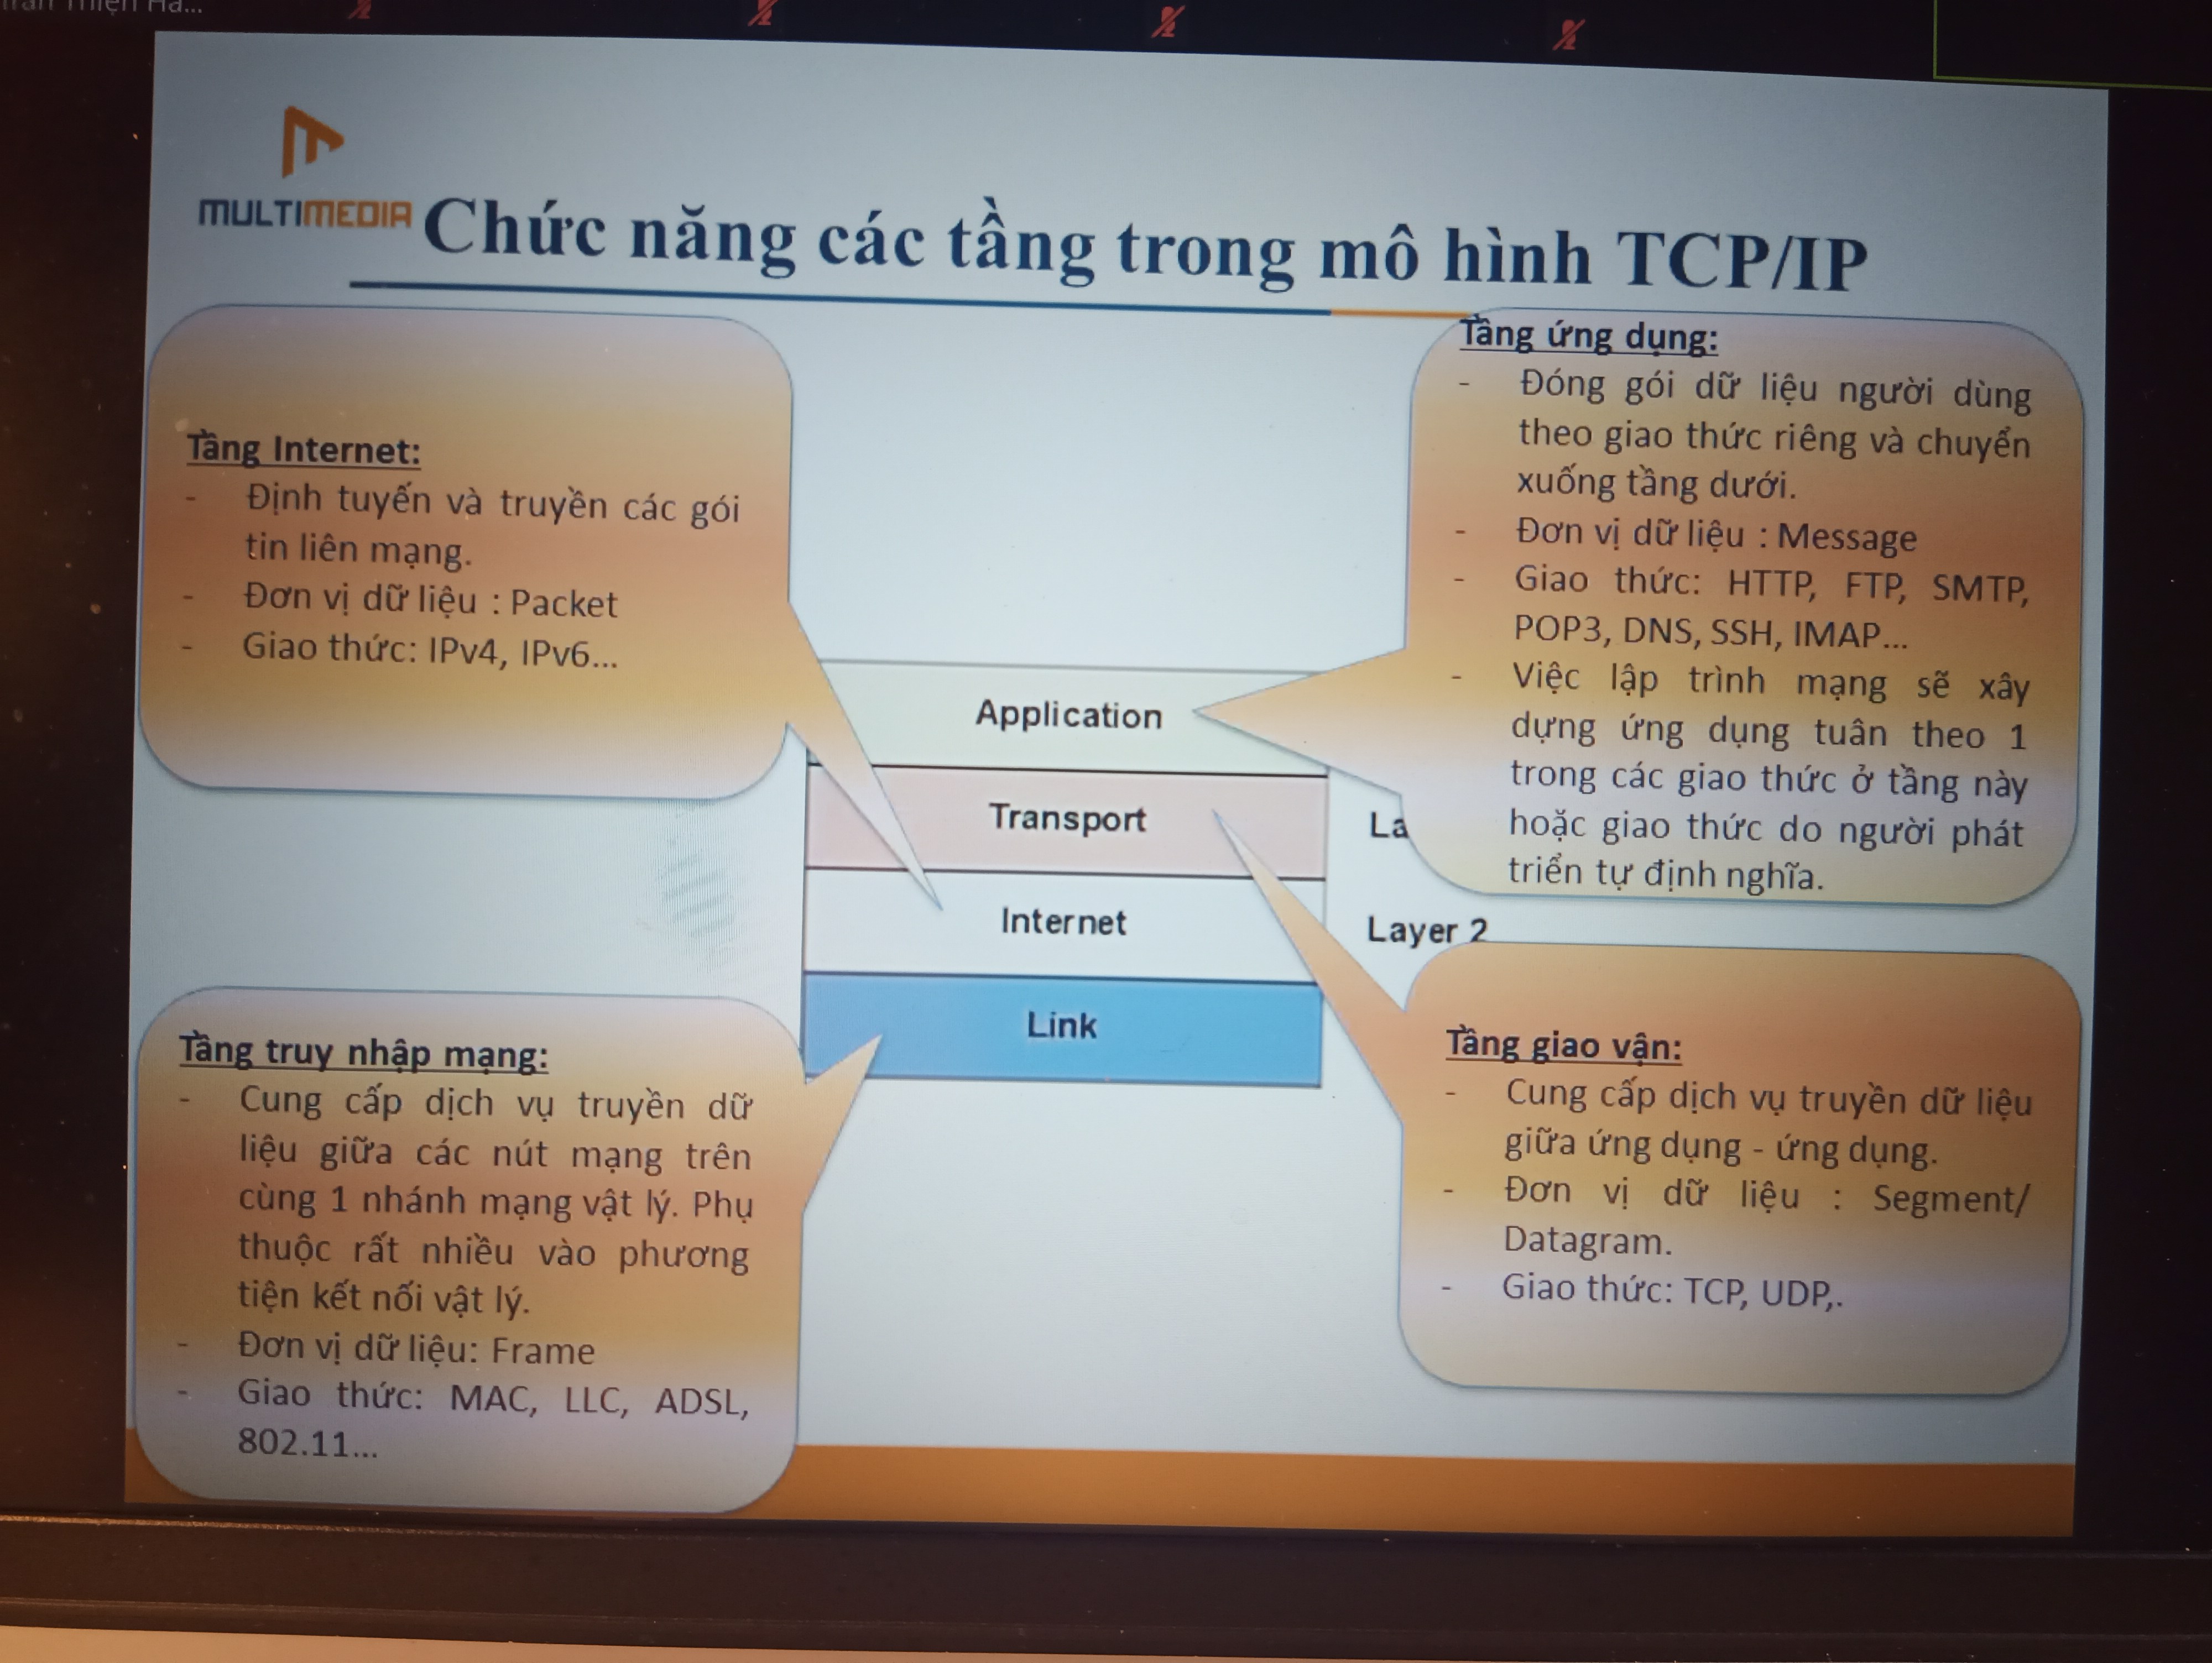 MULTIMEDIA
Chức năng các tầng trong mô hình TCP/IP
Tầng Internet:
- Định tuyến và truyền các gói
tin liên mạng.
- Đơn vị dữ liệu : Packet
- Giao thức: IPv4, IPv6...
Tầng ứng dụng:
- Đóng gói dữ liệu người dùng
theo giao thức riêng và chuyển
xuống tầng dưới.
- Đơn vị dữ liệu : Message
- Giao thức: HTTP, FTP, SMTP,
POP3, DNS, SSH, IMAP...
- Việc lập trình mạng sẽ xây
dựng ứng dụng tuân theo 1
trong các giao thức ở tầng này
hoặc giao thức do người phát
triển tự định nghĩa.
Application
Transport
La
Internet
Layer 2
Link
Tầng truy nhập mạng:
- Cung cấp dịch vụ truyền dữ
liệu giữa các nút mạng trên
cùng 1 nhánh mạng vật lý. Phụ
thuộc rất nhiều vào phương
tiện kết nối vật lý.
- Đơn vị dữ liệu: Frame
- Giao thức: MAC, LLC, ADSL,
802.11...
Tầng giao vận:
- Cung cấp dịch vụ truyền dữ liệu
giữa ứng dụng - ứng dụng.
- Đơn vị dữ liệu : Segment/
Datagram.
- Giao thức: TCP, UDP,.